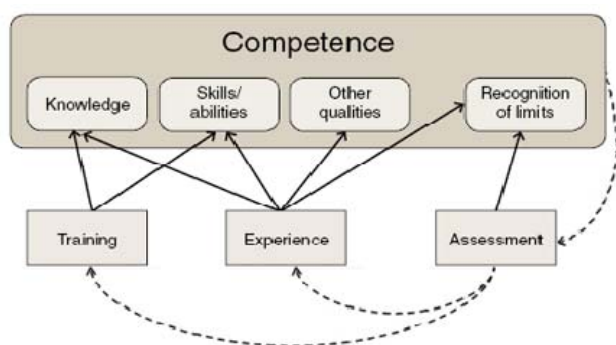 Competence
Knowledge
Skills/
abilities
Other
qualities
Recognition
of limits
Training
Experience
Assessment